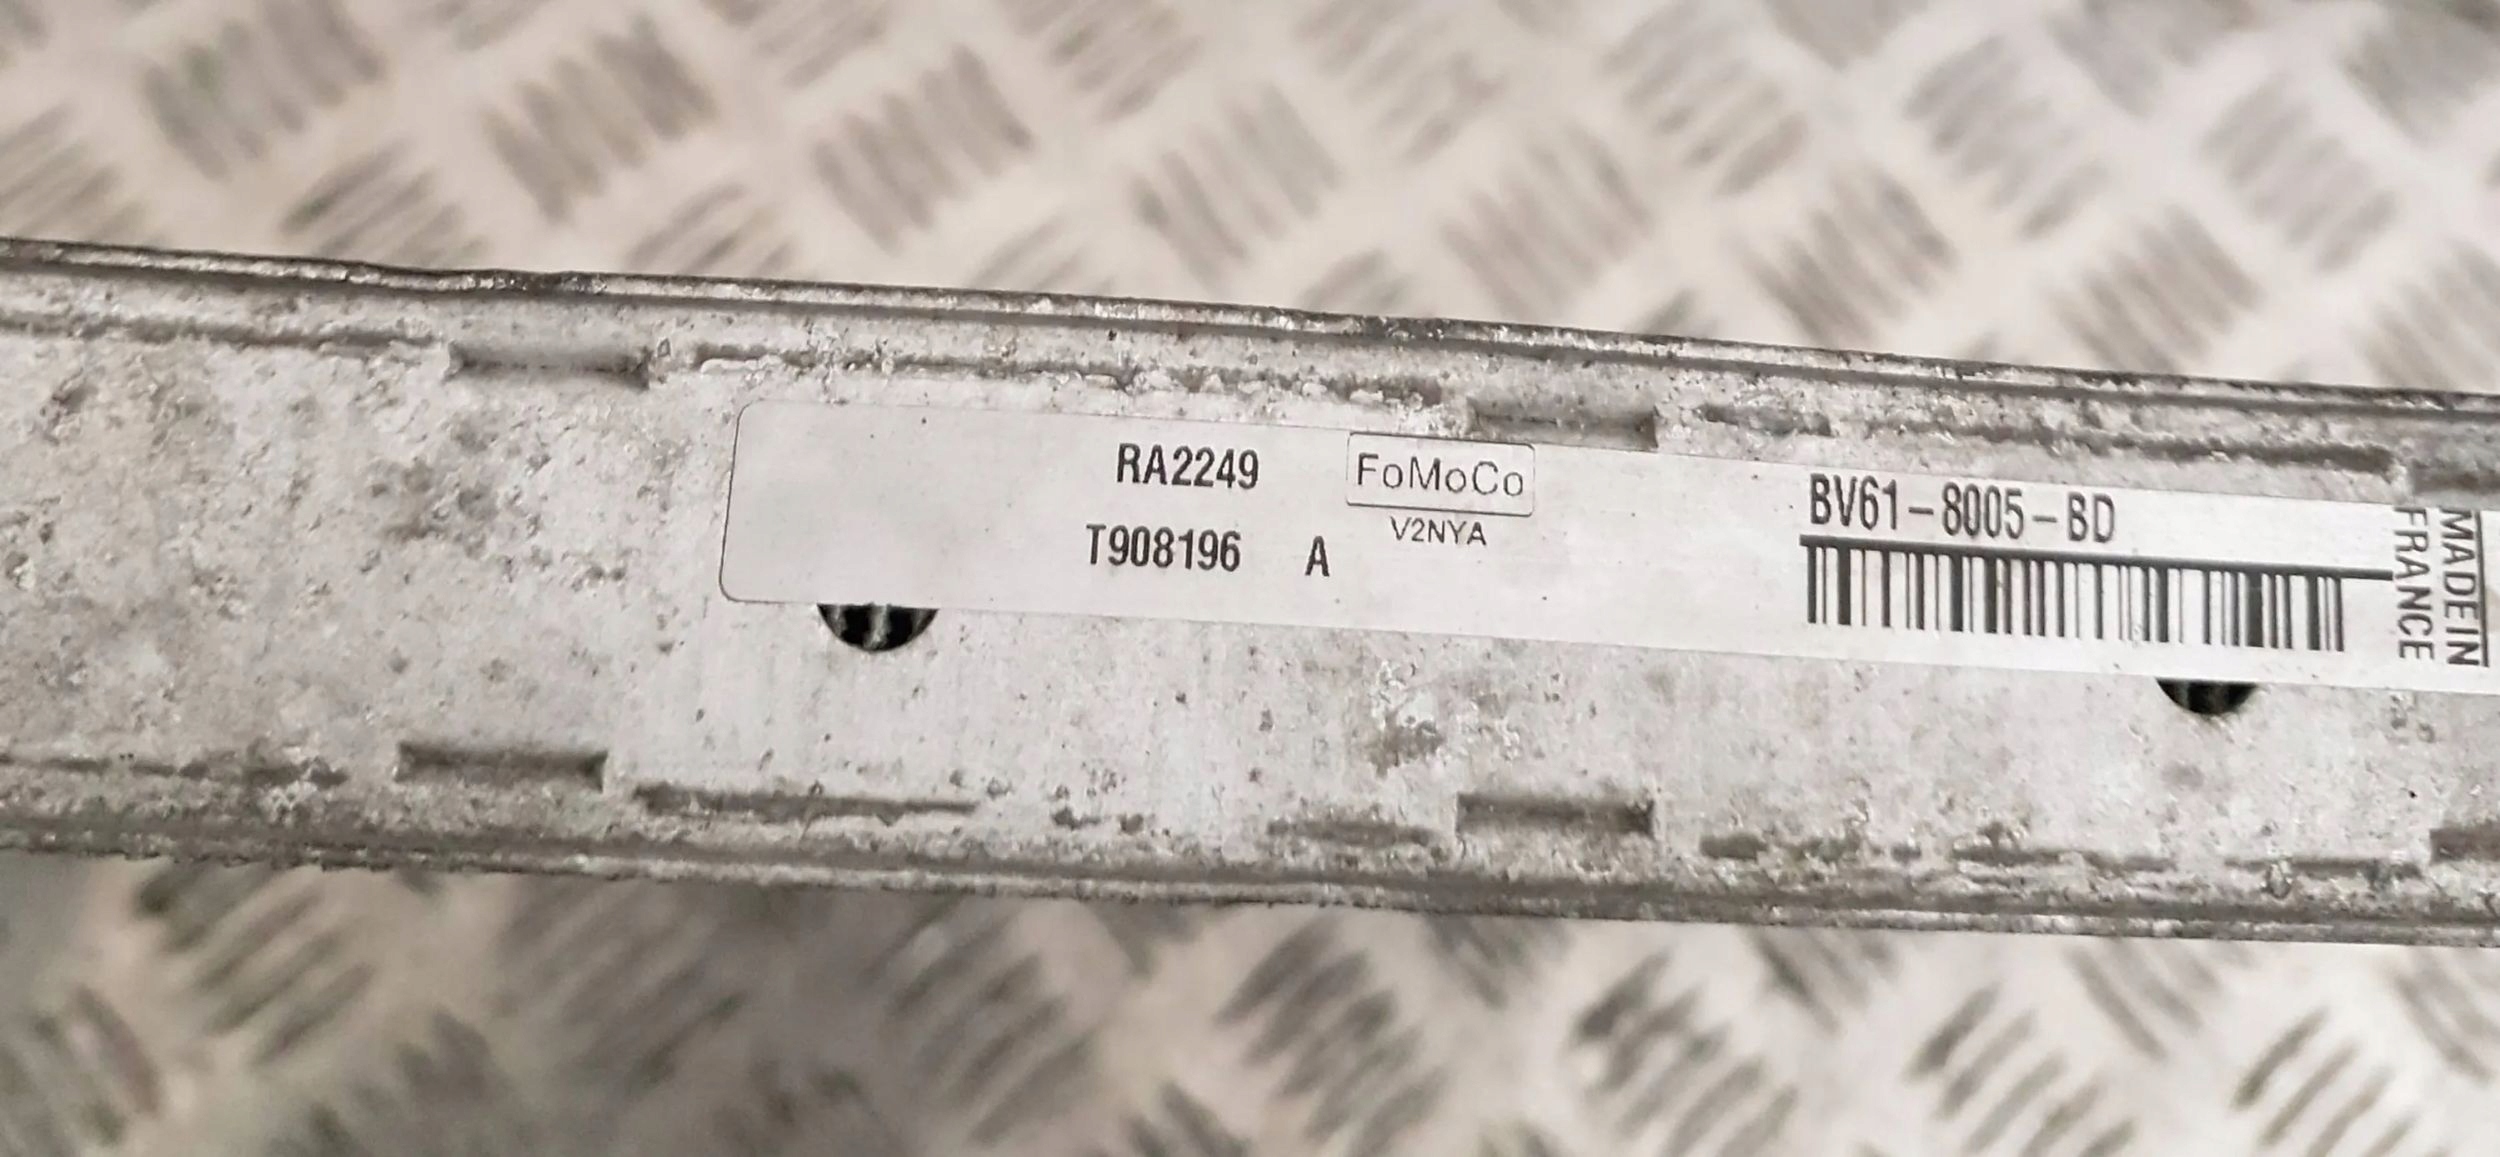 RA2249
FoMoCo
V2NYA
T908196 A
BV61-8005-BD
MADE IN
FRANCE